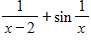 1/(x−2) + sin 1/x